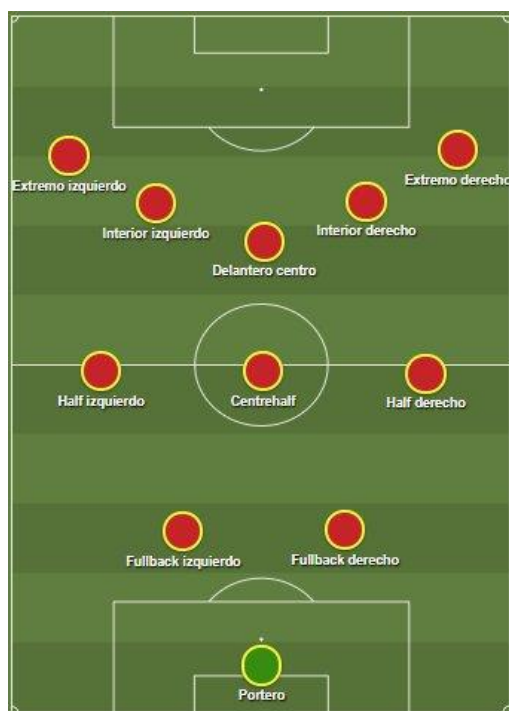 Extremo izquierdo
Extremo derecho
Interior izquierdo
Interior derecho
Delantero centro
Half izquierdo
Centrehalf
Half derecho
Fullback izquierdo
Fullback derecho
Portero